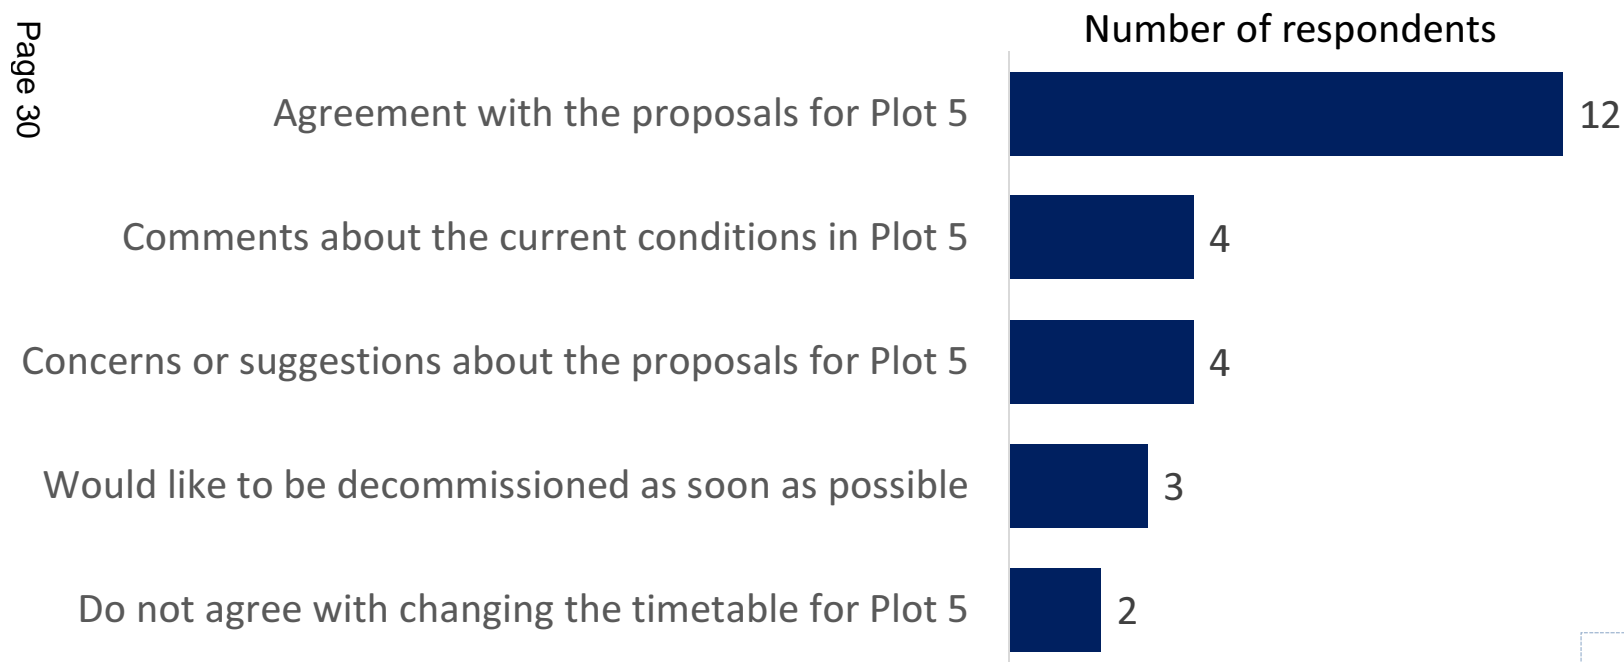 Page 30
Number of respondents
Agreement with the proposals for Plot 5
12
Comments about the current conditions in Plot 5
4
Concerns or suggestions about the proposals for Plot 5
4
Would like to be decommissioned as soon as possible
3
Do not agree with changing the timetable for Plot 5
2